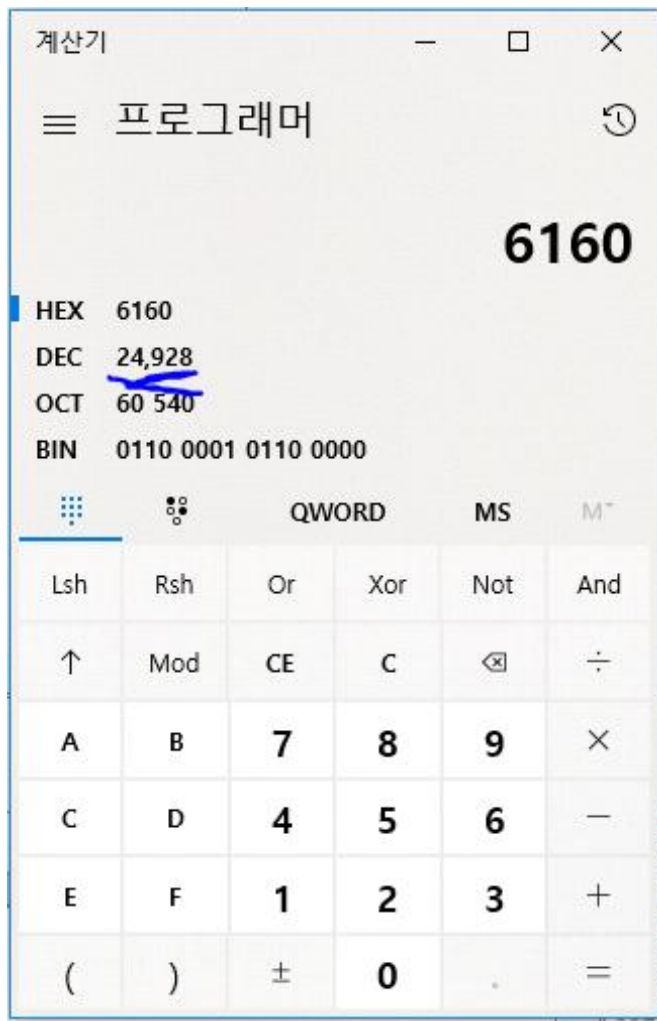 계산기
프로그래머
6160
HEX 6160
DEC 24,928
OCT 60 540
BIN 0110 0001 0110 0000
QWORD MS M
Lsh Rsh Or Xor Not And
↑ Mod CE C ÷
A B 7 8 9 ×
C D 4 5 6 −
E F 1 2 3 +
( ) ± 0 . =